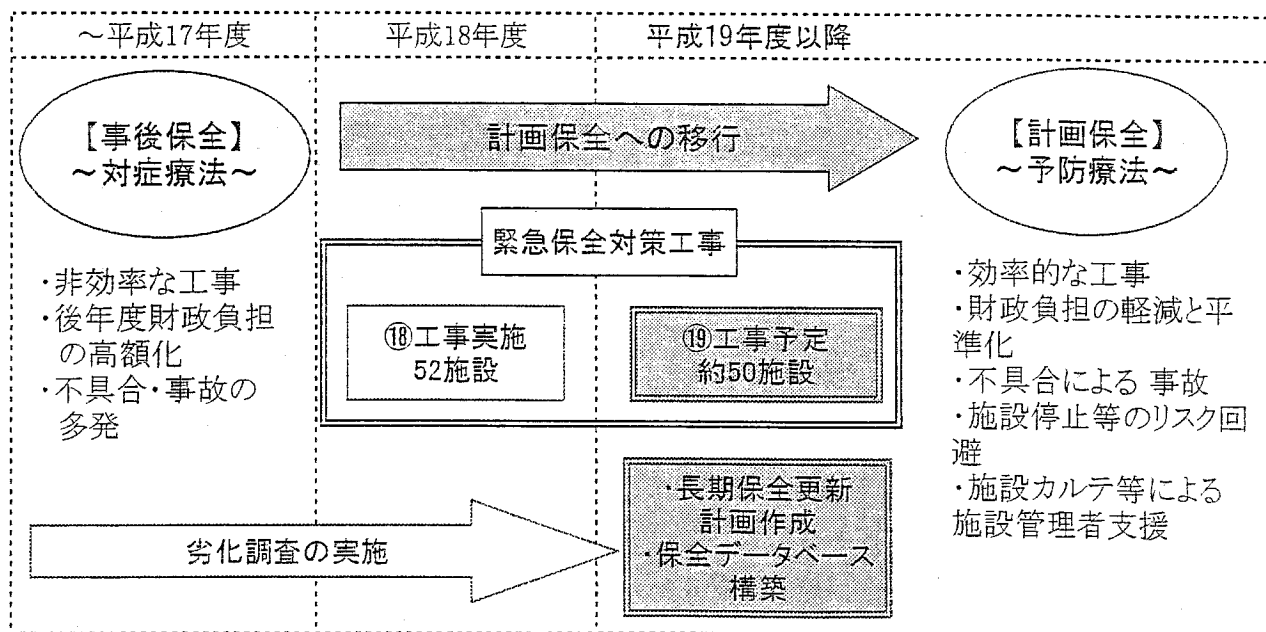 ～平成17年度
平成18年度
平成19年度以降
【事後保全】
～対症療法～
計画保全への移行
【計画保全】
～予防療法～
緊急保全対策工事
・非効率な工事
・後年度財政負担
の高額化
・不具合・事故の
多発
⑱工事実施
52施設
⑲工事予定
約50施設
・効率的な工事
・財政負担の軽減と平
準化
・不具合による 事故
・施設停止等のリスク回
避
・施設カルテ等による
施設管理者支援
劣化調査の実施
・長期保全更新
計画作成
・保全データベース
構築